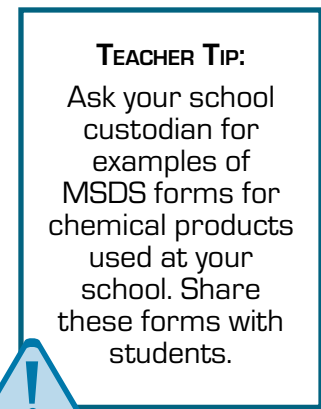 Teacher Tip:
Ask your school
custodian for
examples of
MSDS forms for
chemical products
used at your
school. Share
these forms with
students.
!